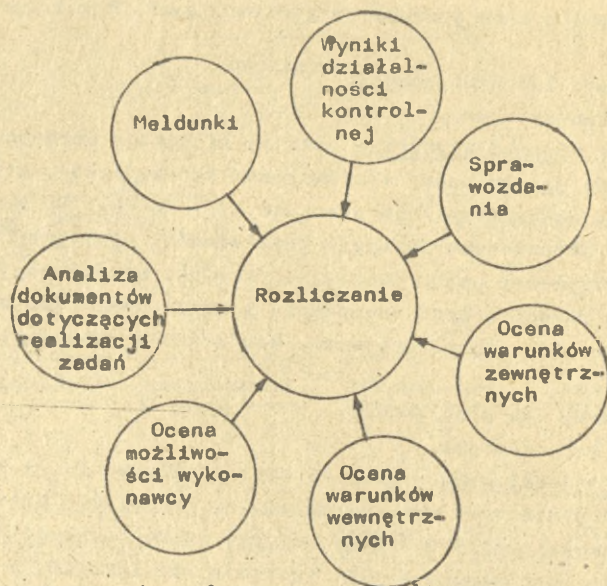 Wyniki
działal-
ności
kontrol-
nej
Meldunki
Spra-
wozda-
nia
Analiza
dokumentów
dotyczących
realizacji
zadań
Rozliczanie
Ocena
warunków
zewnętrz-
nych
Ocena
możliwo-
ści wyko-
nawcy
Ocena
warunków
wewnętrz-
nych